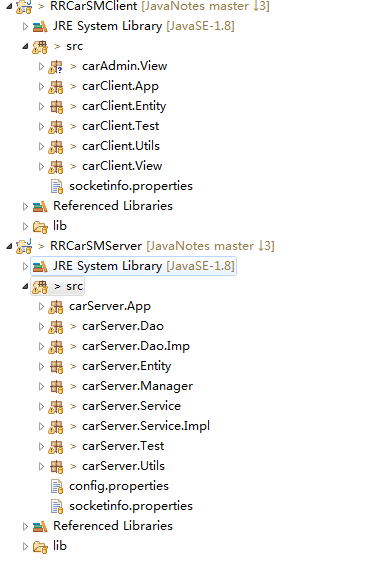 > RRCarSMClient [JavaNotes master ↓3]
JRE System Library [JavaSE-1.8]
> src
> carAdmin.View
> carClient.App
> carClient.Entity
> carClient.Test
> carClient.Utils
> carClient.View
socketinfo.properties
Referenced Libraries
> lib
> RRCarSMServer [JavaNotes master ↓3]
JRE System Library [JavaSE-1.8]
> src
carServer.App
> carServer.Dao
> carServer.Dao.Imp
> carServer.Entity
> carServer.Manager
> carServer.Service
> carServer.Service.Impl
> carServer.Test
> carServer.Utils
config.properties
socketinfo.properties
Referenced Libraries
> lib